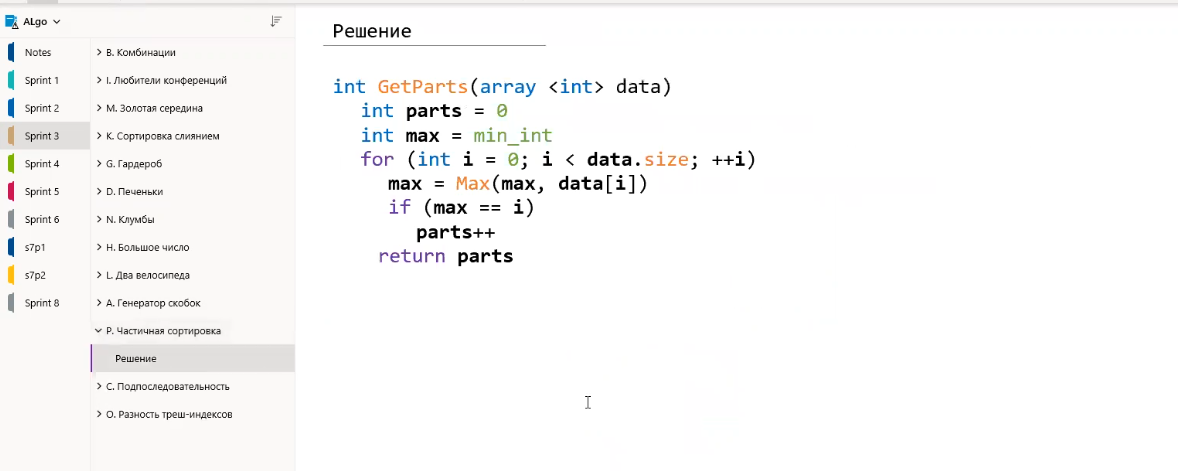 ALgo
Notes
Sprint 1
Sprint 2
Sprint 3
Sprint 4
Sprint 5
Sprint 6
s7p1
s7p2
Sprint 8
B. Комбинации
I. Любители конференций
M. Золотая середина
K. Сортировка слиянием
G. Гардероб
D. Печеньки
N. Клумбы
H. Большое число
L. Два велосипеда
A. Генератор скобок
P. Частичная сортировка
Решение
C. Подпоследовательность
O. Разность треш-индексов
Решение
int GetParts(array <int> data)
int parts = 0
int max = min_int
for (int i = 0; i < data.size; ++i)
max = Max(max, data[i])
if (max == i)
parts++
return parts